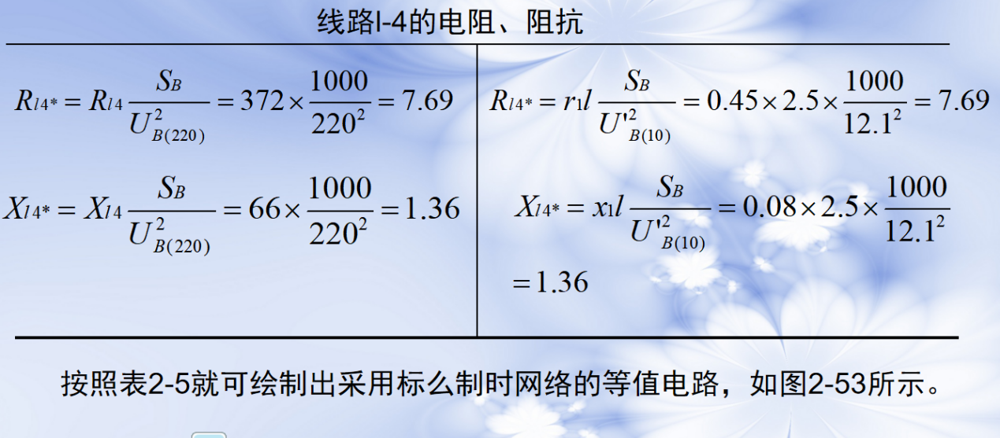 线路l-4的电阻、阻抗
$R_{l4*} = R_{l4} \frac{S_B}{U_{B(220)}^2} = 372 \times \frac{1000}{220^2} = 7.69$
$R_{l4*} = r_1 l \frac{S_B}{U'^2_{B(10)}} = 0.45 \times 2.5 \times \frac{1000}{12.1^2} = 7.69$
$X_{l4*} = X_{l4} \frac{S_B}{U_{B(220)}^2} = 66 \times \frac{1000}{220^2} = 1.36$
$X_{l4*} = x_1 l \frac{S_B}{U'^2_{B(10)}} = 0.08 \times 2.5 \times \frac{1000}{12.1^2}$
$= 1.36$
按照表2-5就可绘制出采用标么制时网络的等值电路，如图2-53所示。